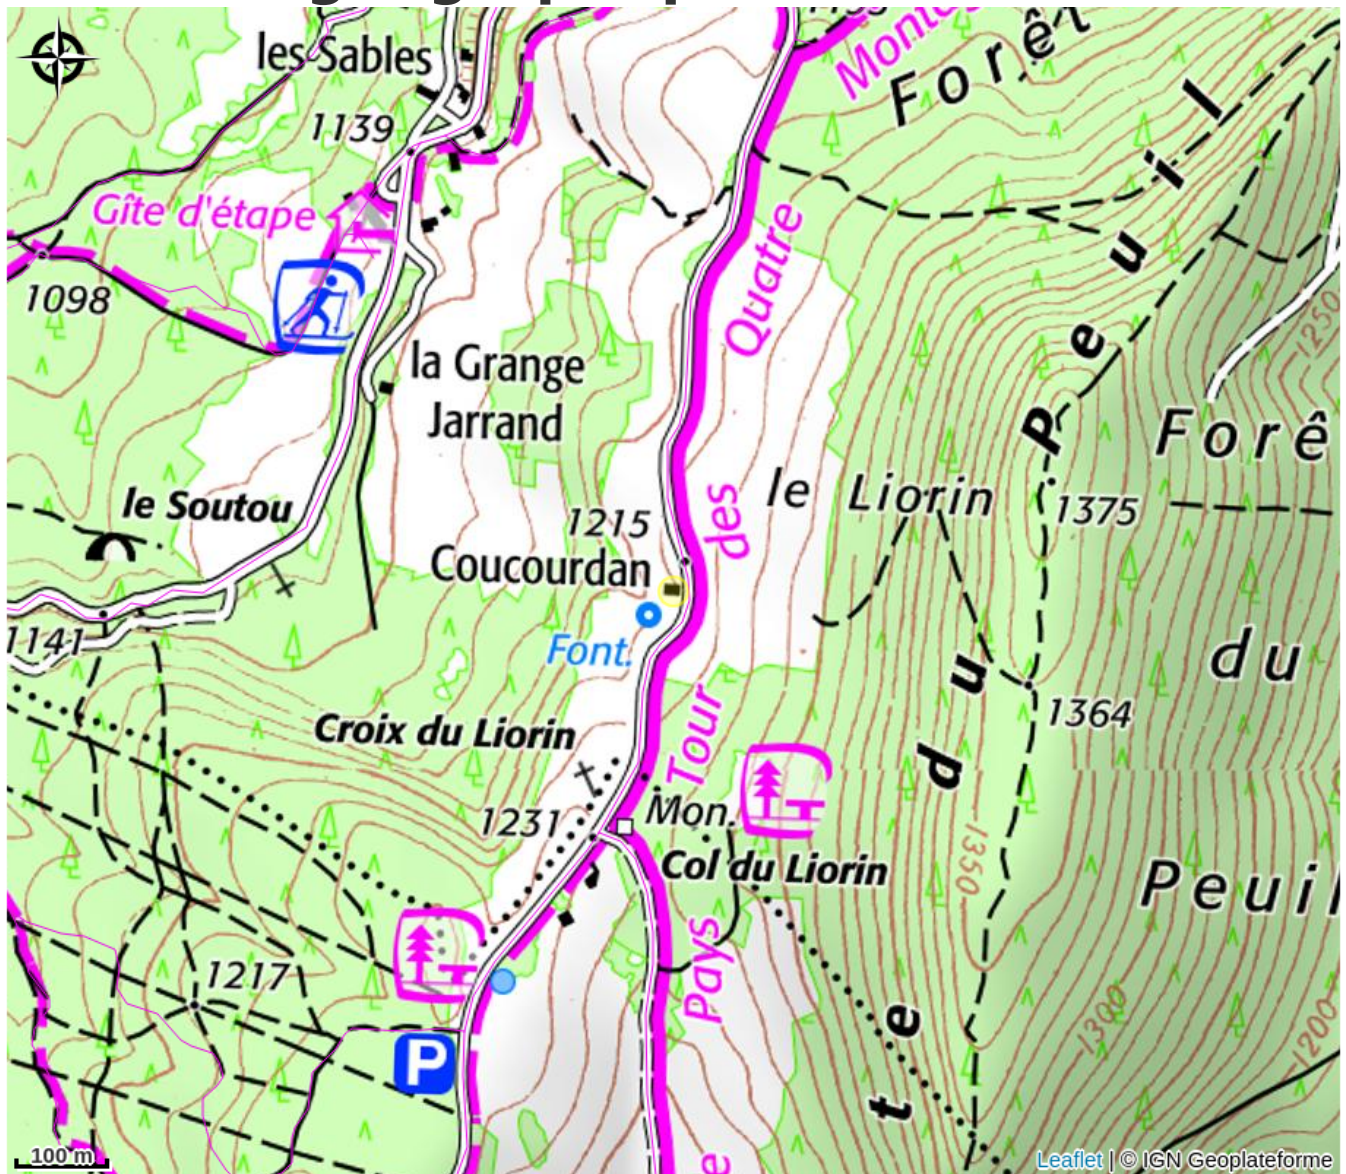 les Sables
1139
Gîte d'étape
1098
la Grange
Jarrand
le Soutou
1141
1215
Coucourdan
Font.
Croix du Liorin
1231
Mon.
Col du Liorin
1217
P
Tour
des
Quatre
Pays
le Liorin
Forêt
1375
1364
Forê
du
Peuil
Peuil
du
te
1350
1300
1200
1250
100 m
Leaflet | © IGN Geoplateforme